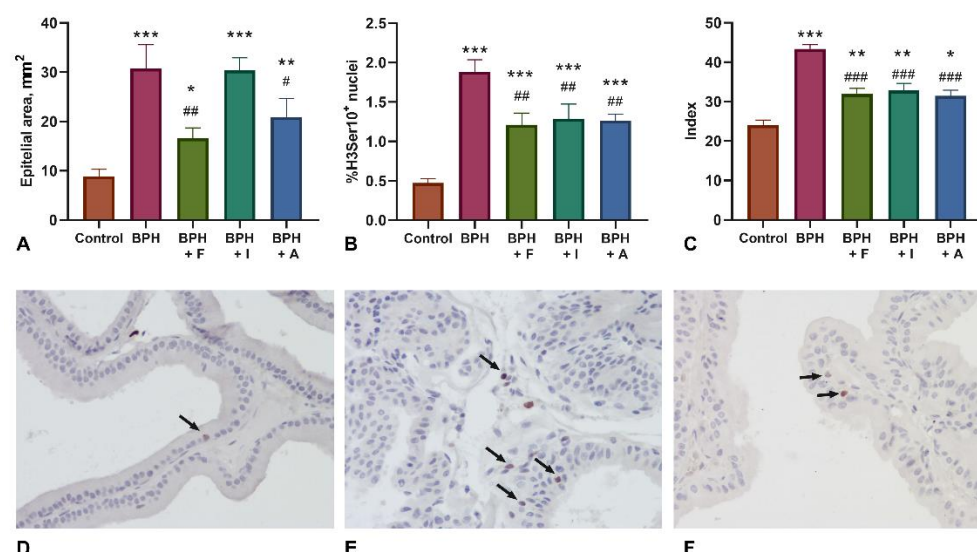 40
30
20
10
0
Epitelial area, mm²
***
*
##
***
**
#
Control
BPH
BPH + F
BPH + I
BPH + A
A
2.0
1.5
1.0
0.5
0.0
%H3Ser10⁺ nuclei
***
***
##
***
##
***
##
Control
BPH
BPH + F
BPH + I
BPH + A
B
50
40
30
20
10
0
Index
***
**
###
**
###
*
###
Control
BPH
BPH + F
BPH + I
BPH + A
C
D
E
F